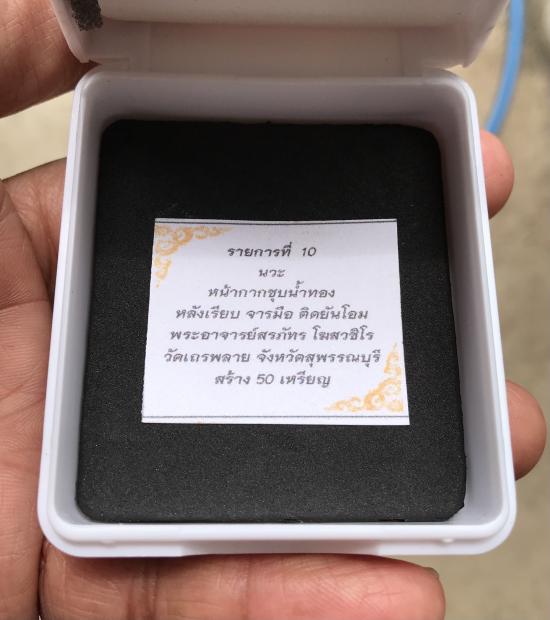 รายการที่ 10
นวะ
หน้ากากชุบน้ำทอง
หลังเรียบ จารมือ ติดยันโอม
พระอาจารย์สรภัทร โฆสวชิโร
วัดเถรพลาย จังหวัดสุพรรณบุรี
สร้าง 50 เหรียญ